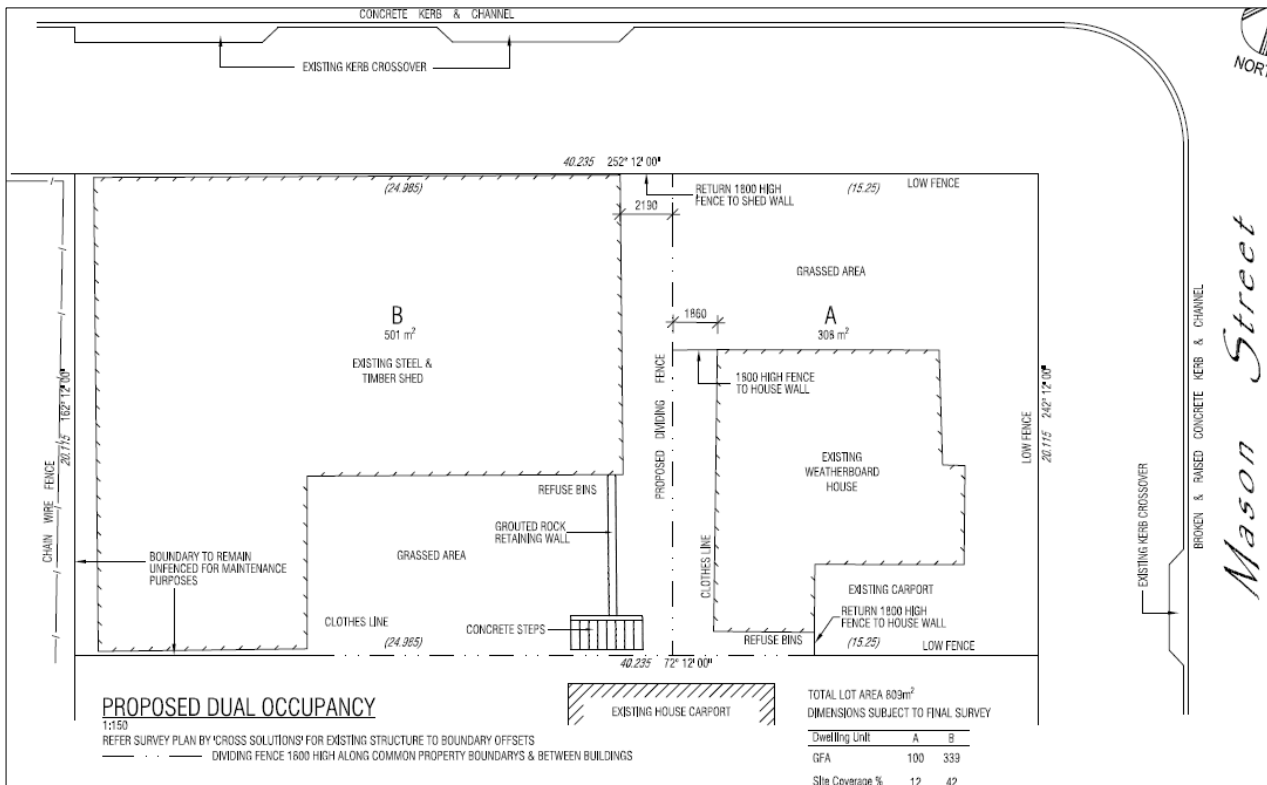 CONCRETE KERB & CHANNEL
EXISTING KERB CROSSOVER
NORT
40.235 252° 12' 00"
(24.985)
RETURN 1800 HIGH
FENCE TO SHED WALL
(15.25)
LOW FENCE
2190
GRASSED AREA
B
501 m²
EXISTING STEEL &
TIMBER SHED
1860
A
308 m²
1800 HIGH FENCE
TO HOUSE WALL
PROPOSED DIVIDING FENCE
EXISTING
WEATHERBOARD
HOUSE
CHAIN WIRE FENCE
20.115 162° 12' 00"
LOW FENCE
20.115 242° 12' 00"
BROKEN & RAISED CONCRETE KERB & CHANNEL
EXISTING KERB CROSSOVER
Mason Street
REFUSE BINS
GROUTED ROCK
RETAINING WALL
BOUNDARY TO REMAIN
UNFENCED FOR MAINTENANCE
PURPOSES
GRASSED AREA
CLOTHES LINE
EXISTING CARPORT
CLOTHES LINE
CONCRETE STEPS
RETURN 1800 HIGH
FENCE TO HOUSE WALL
REFUSE BINS
(24.985)
(15.25)
LOW FENCE
40.235 72° 12' 00"
PROPOSED DUAL OCCUPANCY
1:150
REFER SURVEY PLAN BY 'CROSS SOLUTIONS' FOR EXISTING STRUCTURE TO BOUNDARY OFFSETS
DIVIDING FENCE 1800 HIGH ALONG COMMON PROPERTY BOUNDARYS & BETWEEN BUILDINGS
EXISTING HOUSE CARPORT
TOTAL LOT AREA 809m²
DIMENSIONS SUBJECT TO FINAL SURVEY
Dwelling Unit A B
GFA 100 339
Site Coverage % 12 42